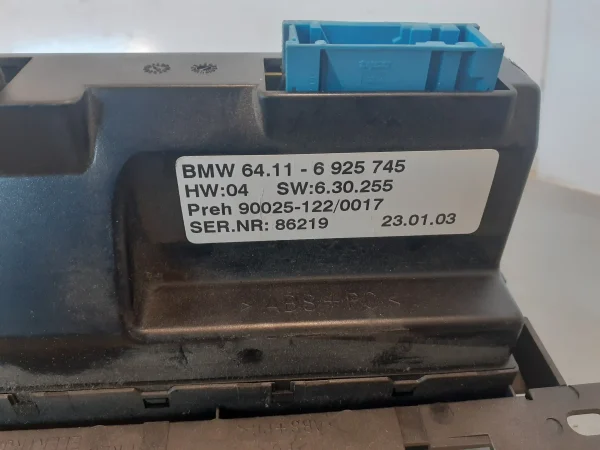 BMW 64.11 - 6 925 745
HW:04 SW:6.30.255
Preh 90025-122/0017
SER.NR: 86219 23.01.03
> ABS+PC <